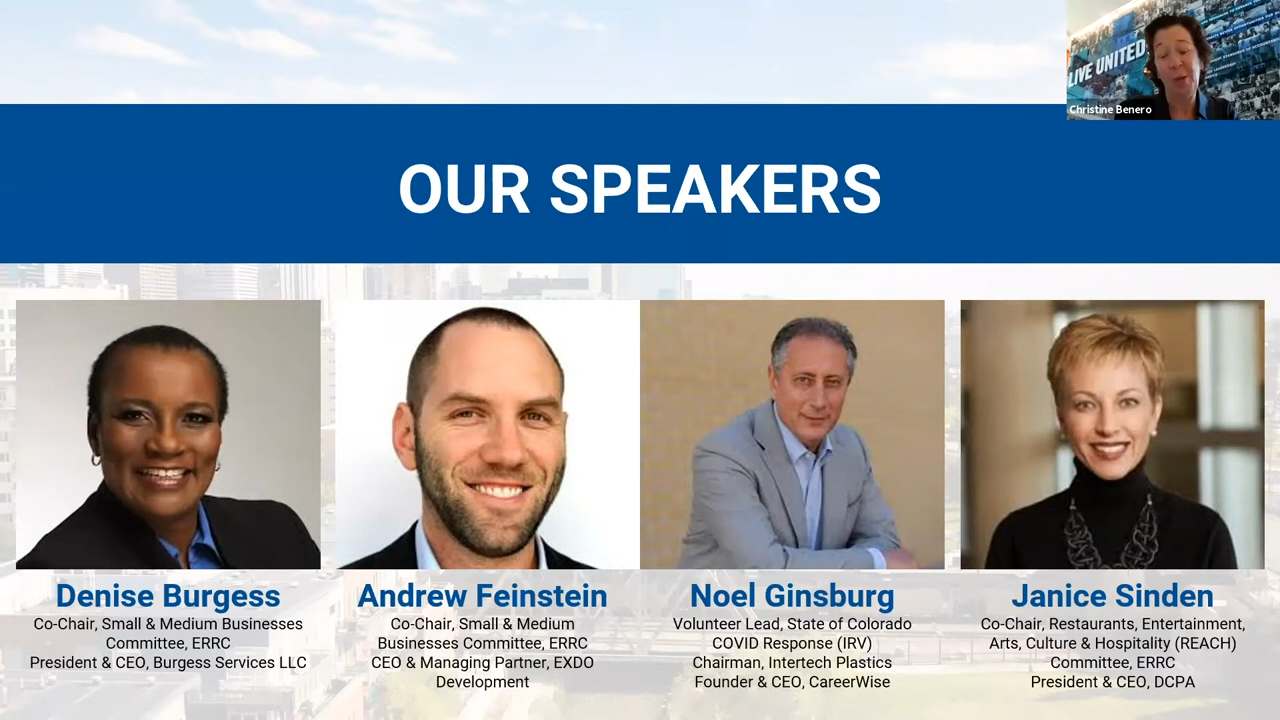 LIVE UNITED
Christine Benero
OUR SPEAKERS
Denise Burgess
Co-Chair, Small & Medium Businesses
Committee, ERRC
President & CEO, Burgess Services LLC
Andrew Feinstein
Co-Chair, Small & Medium
Businesses Committee, ERRC
CEO & Managing Partner, EXDO
Development
Noel Ginsburg
Volunteer Lead, State of Colorado
COVID Response (IRV)
Chairman, Intertech Plastics
Founder & CEO, CareerWise
Janice Sinden
Co-Chair, Restaurants, Entertainment,
Arts, Culture & Hospitality (REACH)
Committee, ERRC
President & CEO, DCPA